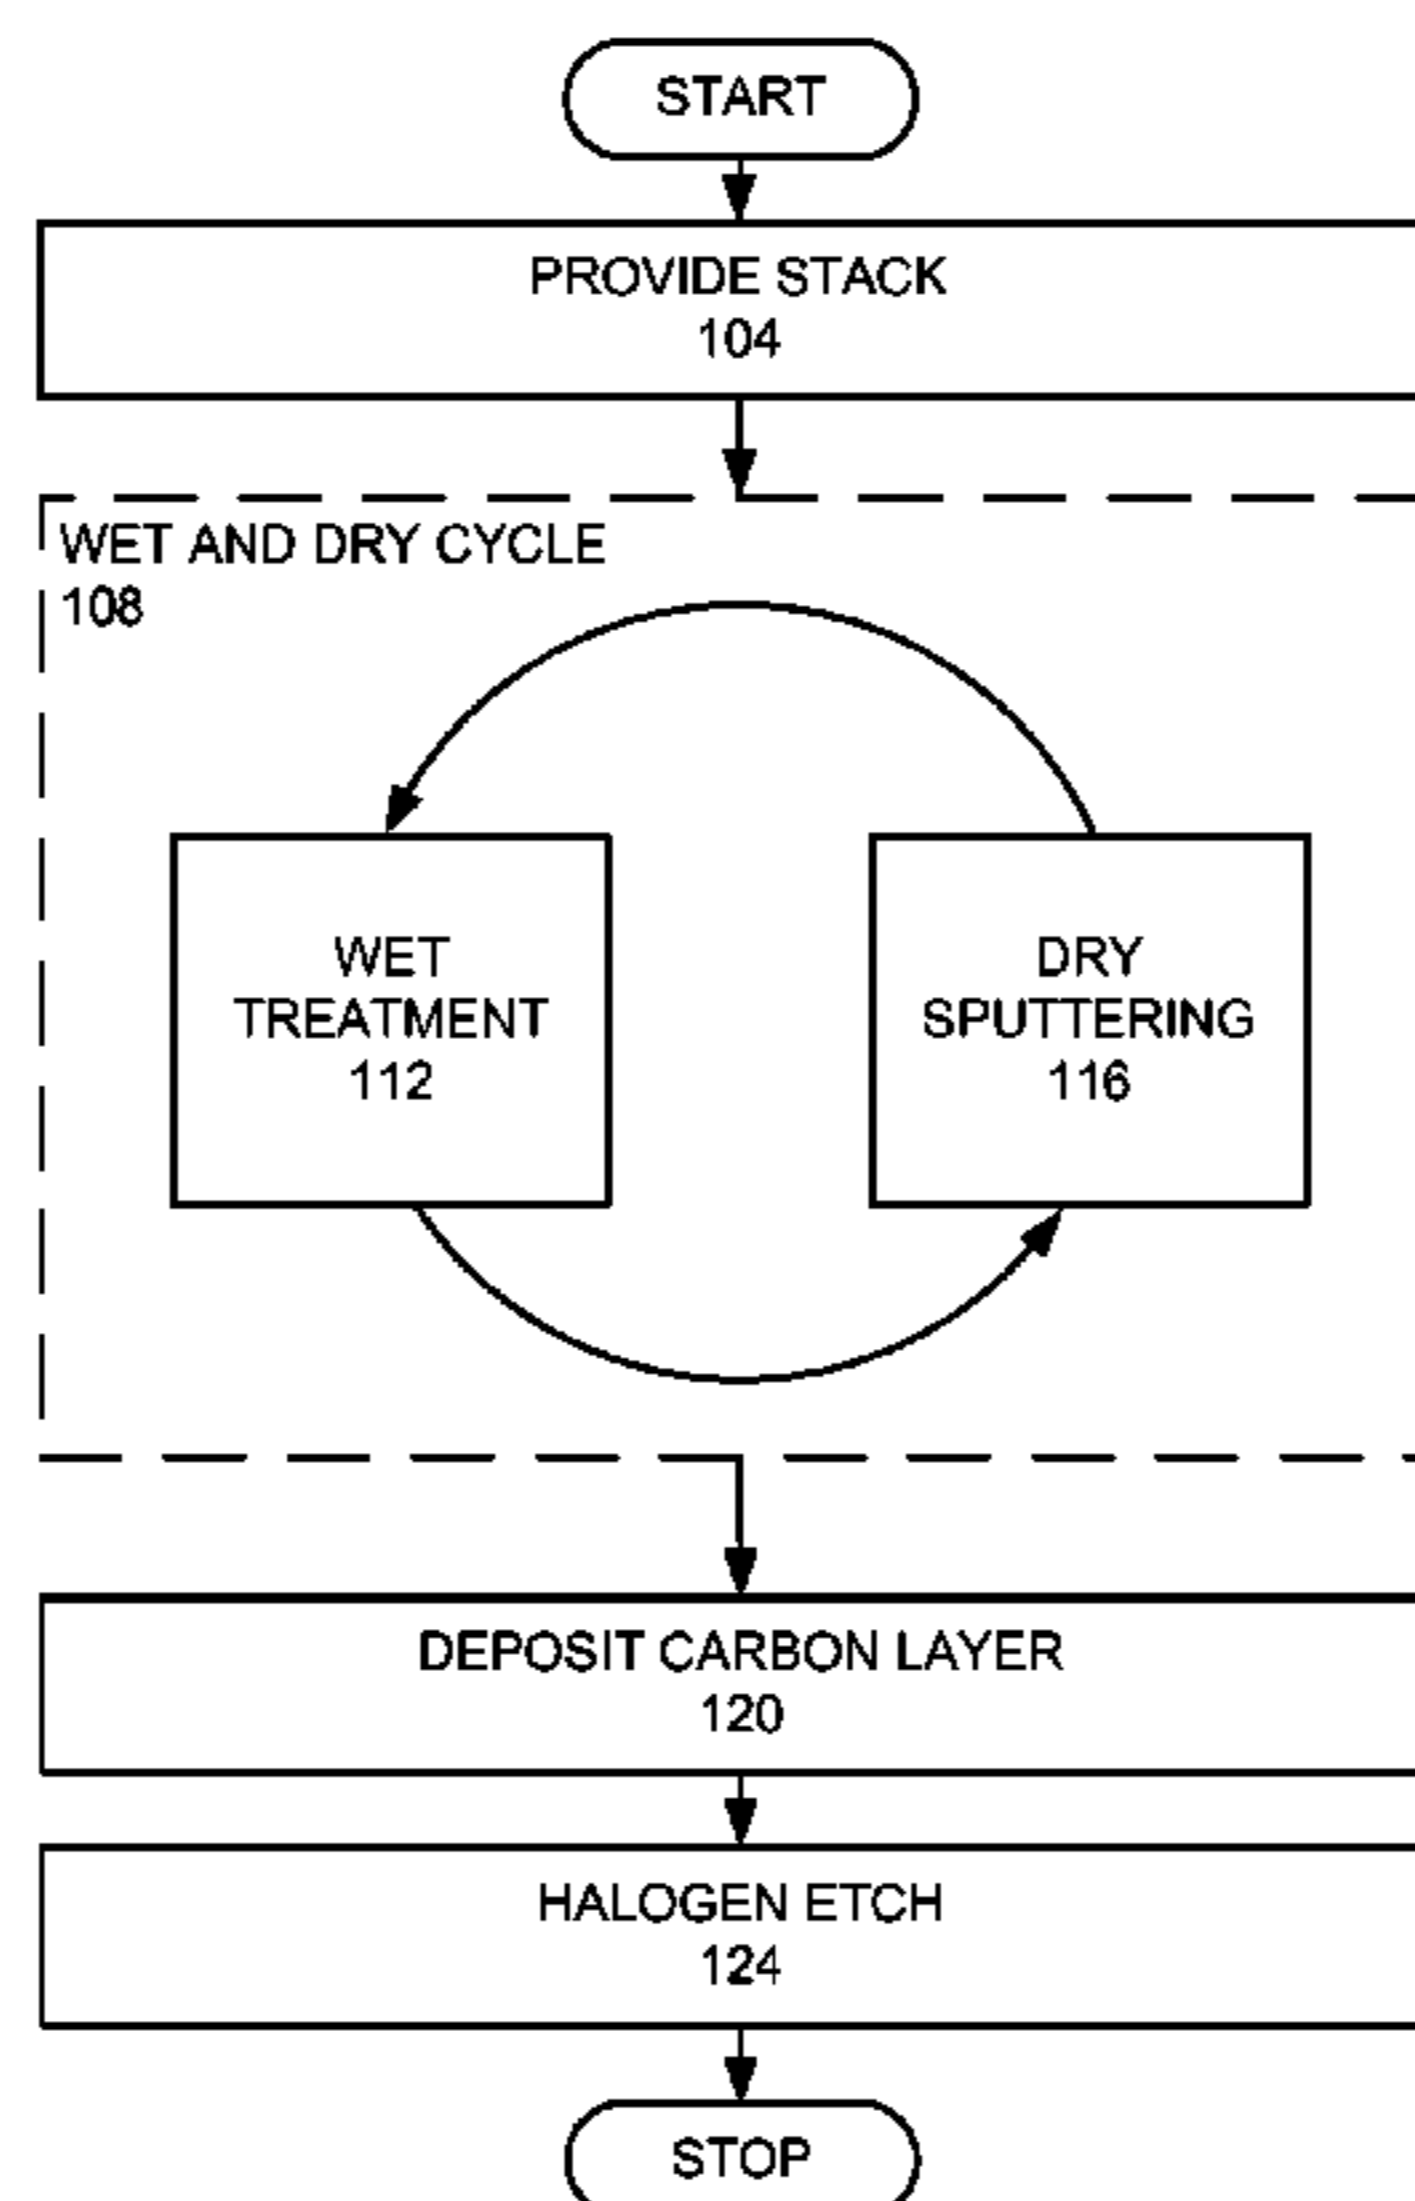 START
PROVIDE STACK
104
WET AND DRY CYCLE
108
WET
TREATMENT
112
DRY
SPUTTERING
116
DEPOSIT CARBON LAYER
120
HALOGEN ETCH
124
STOP